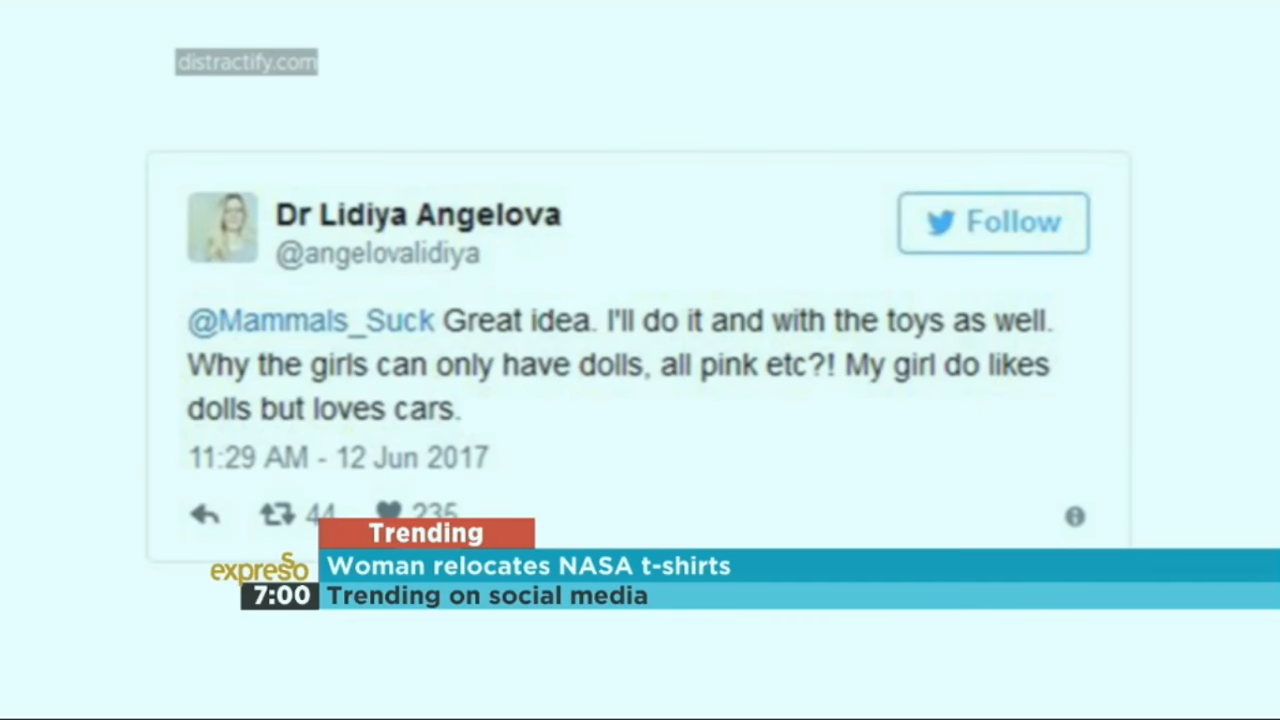 distractify.com
Dr Lidiya Angelova
@angelovalidiya
Follow
@Mammals_Suck Great idea. I'll do it and with the toys as well.
Why the girls can only have dolls, all pink etc?! My girl do likes
dolls but loves cars.
11:29 AM - 12 Jun 2017
44 235
Trending
expresso
Woman relocates NASA t-shirts
7:00
Trending on social media